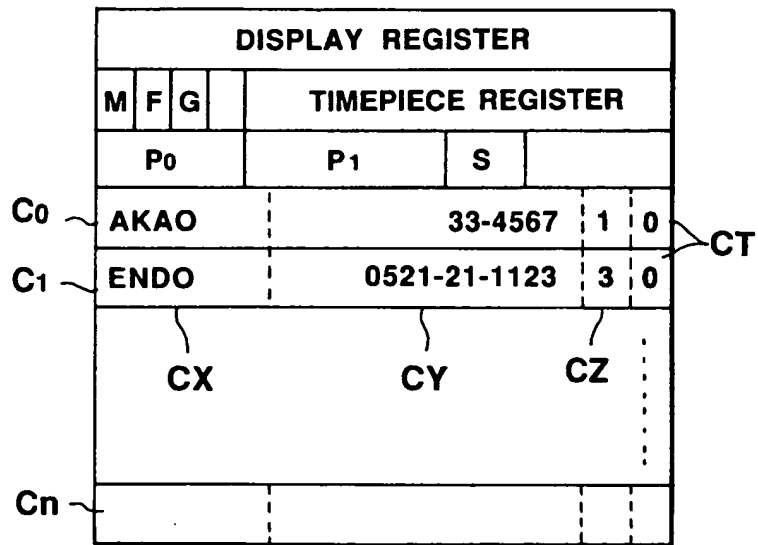 DISPLAY REGISTER
M F G TIMEPIECE REGISTER
P0 P1 S
C0 AKAO 33-4567 1 0
CT
C1 ENDO 0521-21-1123 3 0
CX CY CZ
Cn